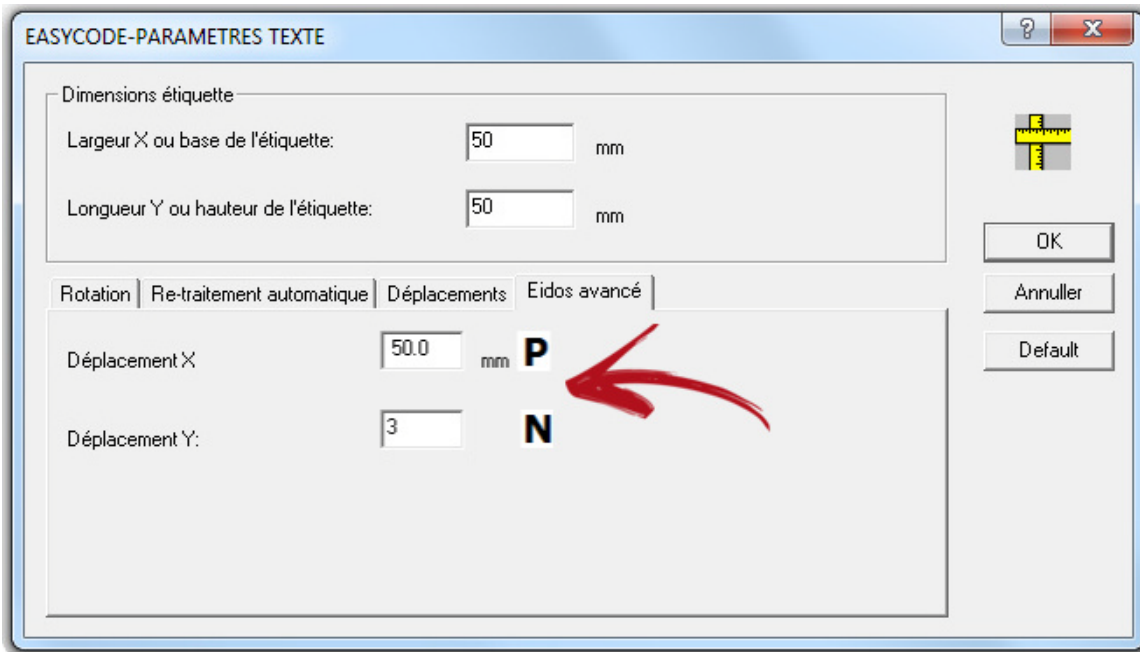 EASYCODE-PARAMETRES TEXTE
Dimensions étiquette
Largeur X ou base de l'étiquette: 50 mm
Longueur Y ou hauteur de l'étiquette: 50 mm
OK
Annuller
Default
Rotation Re-traitement automatique Déplacements Eidos avancé
Déplacement X 50.0 mm P
Déplacement Y: 3 N